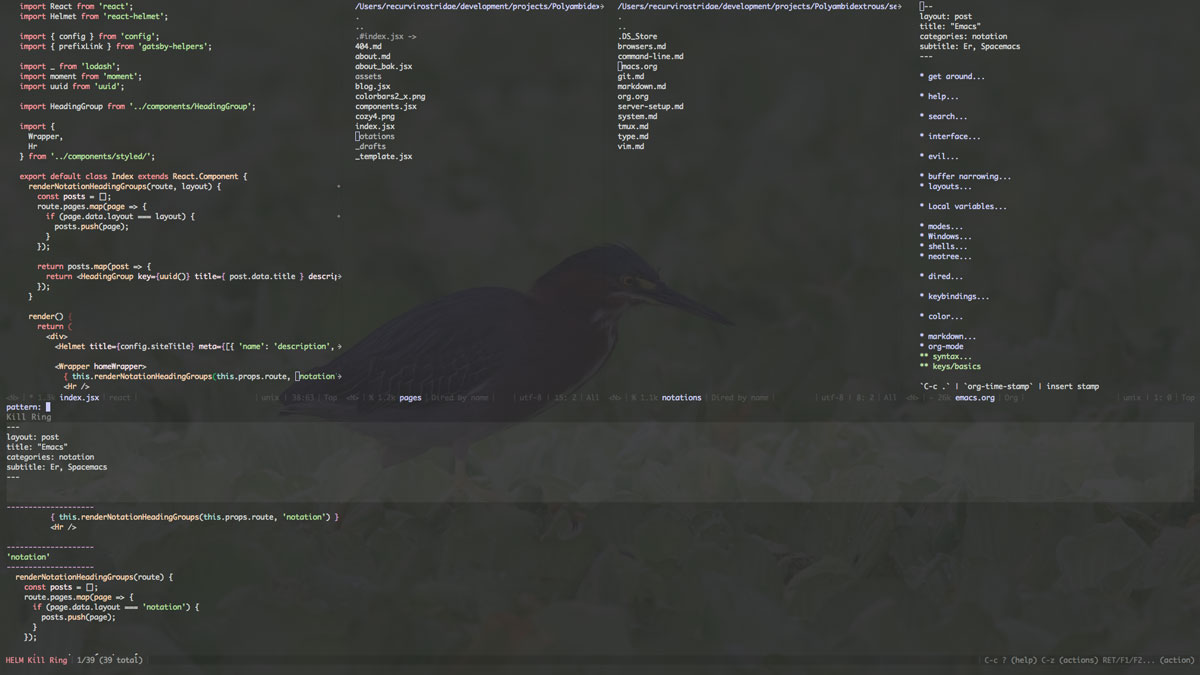 import React from 'react';
import Helmet from 'react-helmet';
import { config } from 'config';
import { prefixLink } from 'gatsby-helpers';
import _ from 'lodash';
import moment from 'moment';
import uuid from 'uuid';
import HeadingGroup from '../components/HeadingGroup';
import {
Wrapper,
Hr
} from '../components/styled/';
export default class Index extends React.Component {
renderNotationHeadingGroups(route, layout) {
const posts = [];
route.pages.map(page => {
if (page.data.layout === layout) {
posts.push(page);
}
});
return posts.map(post => {
return <HeadingGroup key={uuid()} title={ post.data.title } descrip
});
}
render() {
return (
<div>
<Helmet title={config.siteTitle} meta={[{ 'name': 'description',
<Wrapper homeWrapper>
{ this.renderNotationHeadingGroups(this.props.route, 'notation'
<Hr />
<N> | * 1.3k index.jsx | react | unix | 38:63 | Top
/Users/recurvirostridae/development/projects/Polyambidex
.
..
.#index.jsx ->
404.md
about.md
about_bak.jsx
assets
blog.jsx
colorbars2_x.png
components.jsx
cozy4.png
index.jsx
notations
_drafts
_template.jsx
<N> | % 1.2k pages | Dired by name | utf-8 | 15: 2 | All
/Users/recurvirostridae/development/projects/Polyambidextrous/se
.
..
.DS_Store
browsers.md
command-line.md
emacs.org
git.md
markdown.md
org.org
server-setup.md
system.md
tmux.md
type.md
vim.md
<N> | % 1.1k notations | Dired by name | utf-8 | 8: 2 | All
---
layout: post
title: "Emacs"
categories: notation
subtitle: Er, Spacemacs
---
* get around...
* help...
* search...
* interface...
* evil...
* buffer narrowing...
* layouts...
* Local variables...
* modes...
* Windows...
* shells...
* neotree...
* dired...
* keybindings...
* color...
* markdown...
* org-mode
** syntax...
** keys/basics
`C-c .` | `org-time-stamp` | insert stamp
<N> | - 26k emacs.org | Org | unix | 1: 0 | Top
pattern:
Kill Ring
---
layout: post
title: "Emacs"
categories: notation
subtitle: Er, Spacemacs
---
--------------------
{ this.renderNotationHeadingGroups(this.props.route, 'notation') }
<Hr />
--------------------
'notation'
--------------------
renderNotationHeadingGroups(route) {
const posts = [];
route.pages.map(page => {
if (page.data.layout === 'notation') {
posts.push(page);
}
});
HELM Kill Ring | 1/39 (39 total) | C-c ? (help) C-z (actions) RET/F1/F2... (action)